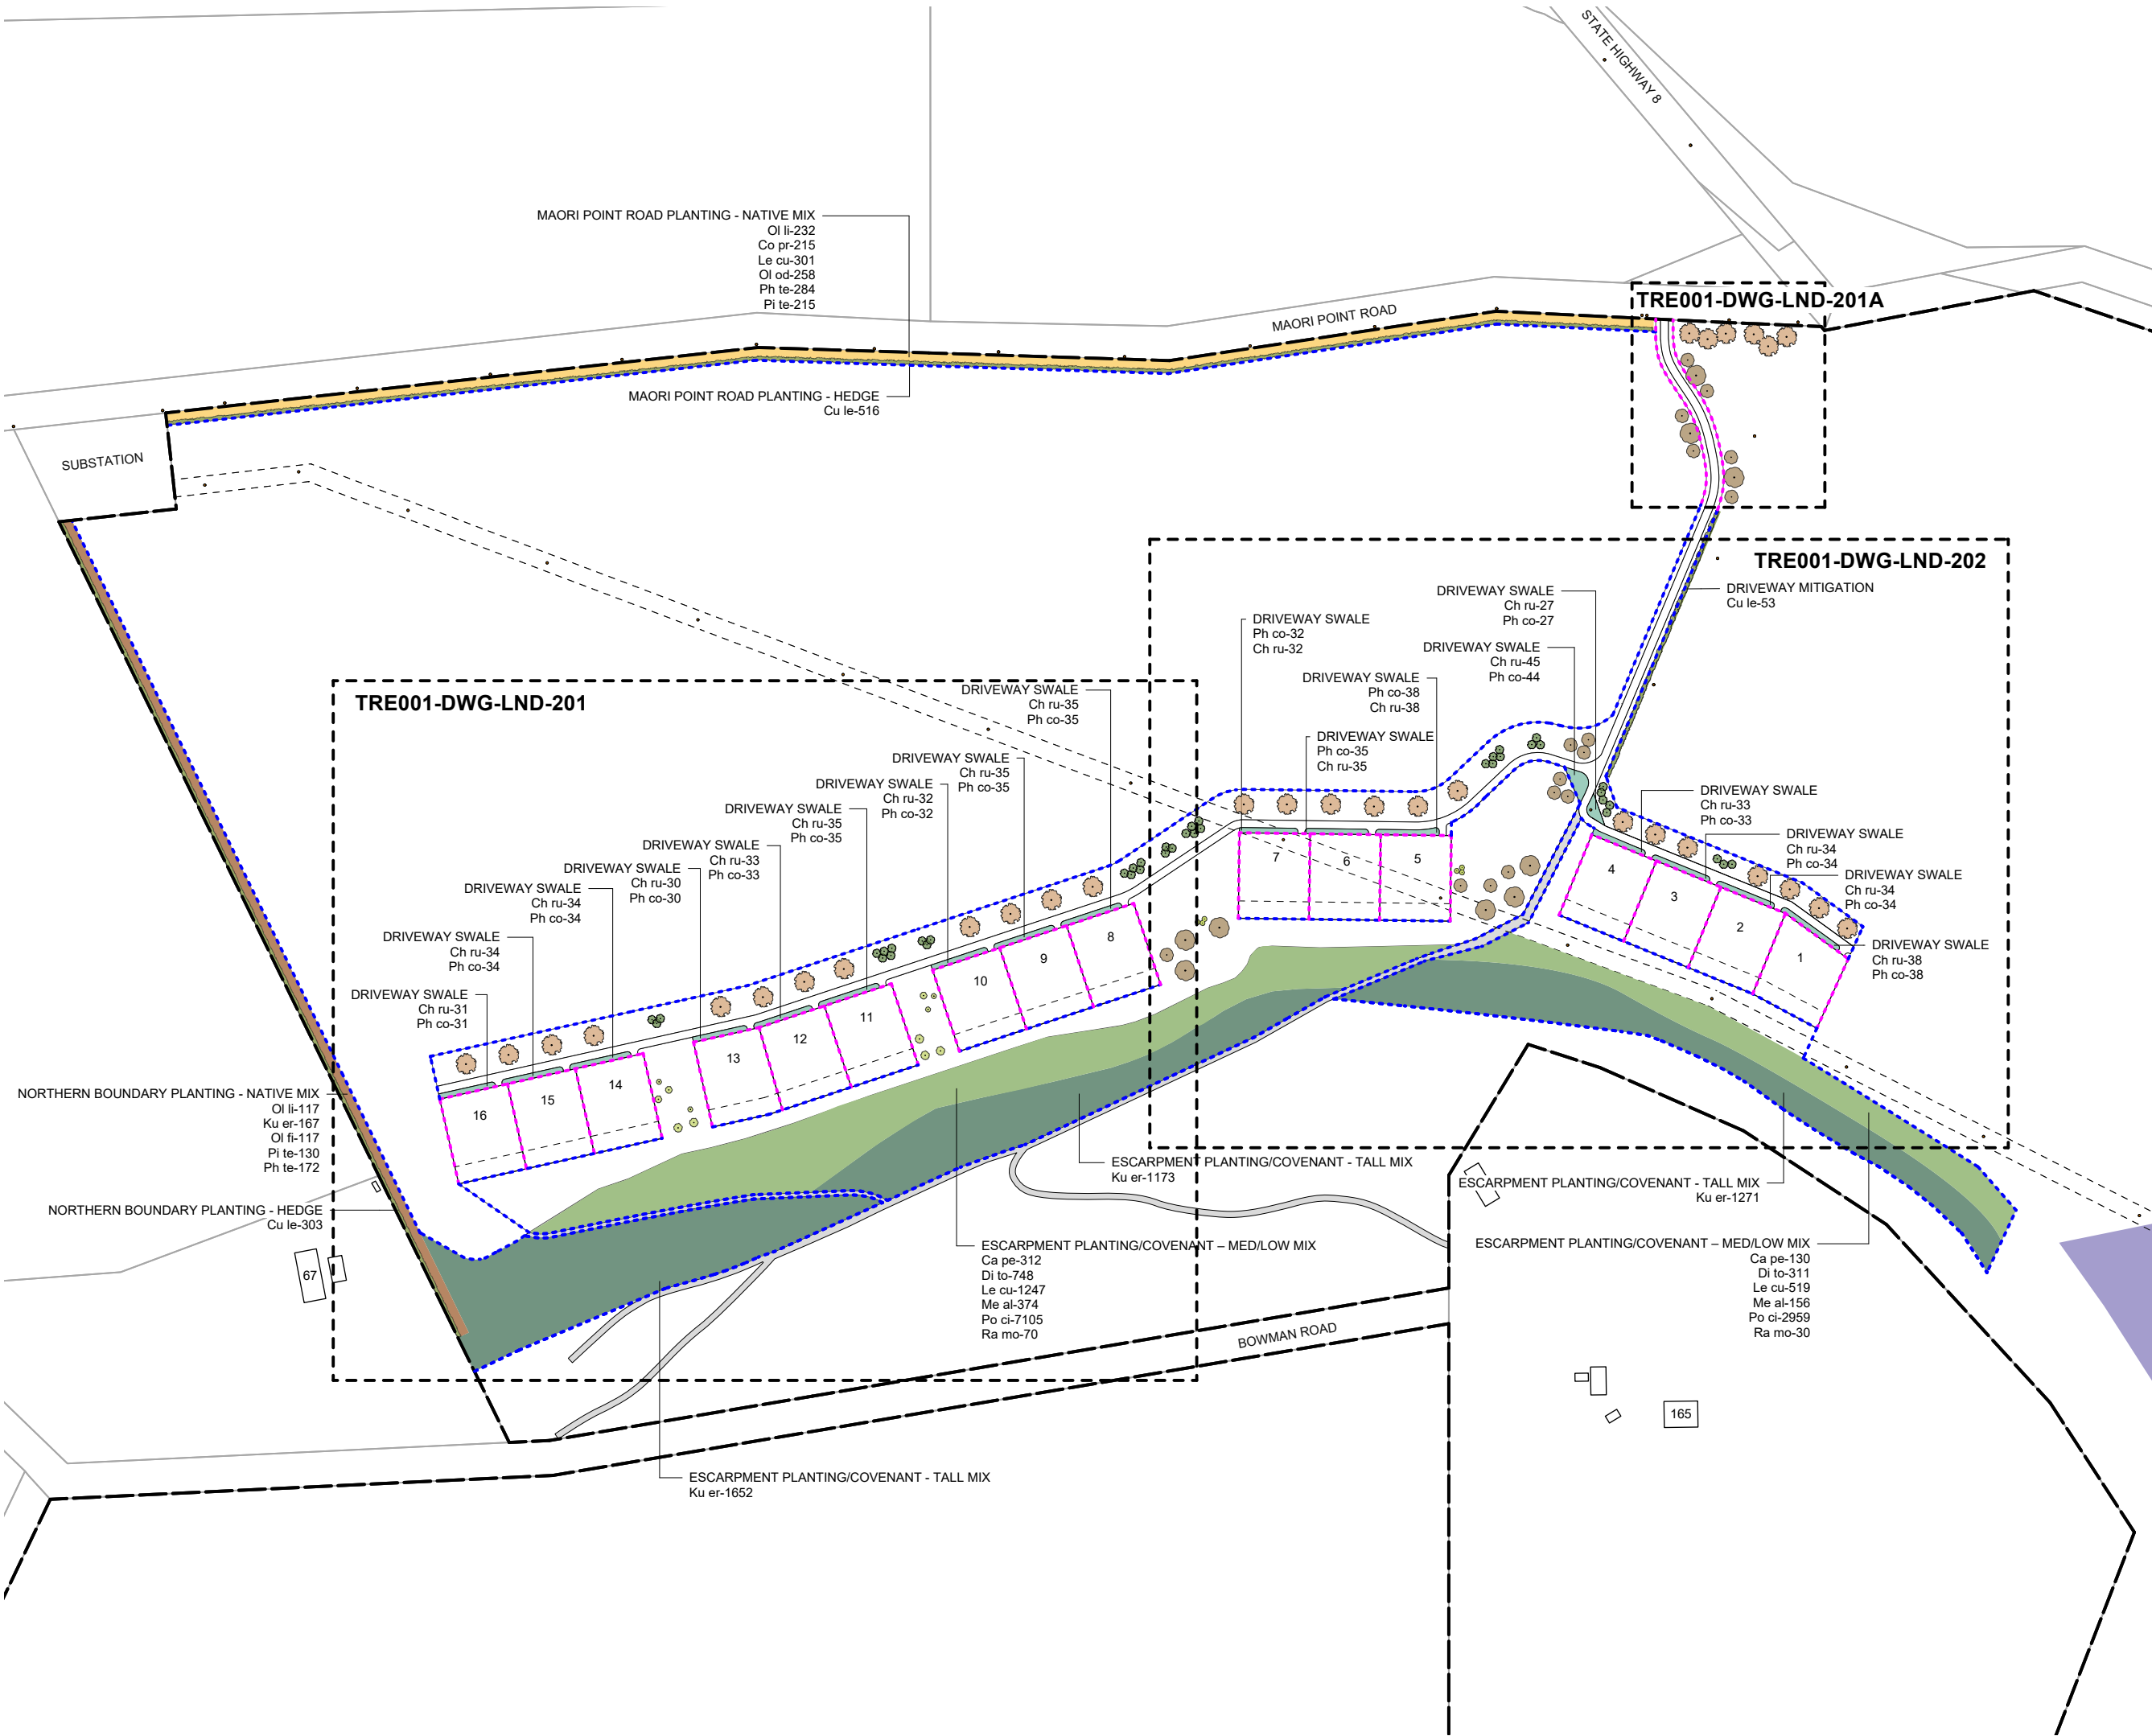 STATE HIGHWAY 8
MAORI POINT ROAD PLANTING - NATIVE MIX
Ol li-232
Co pr-215
Le cu-301
Ol od-258
Ph te-284
Pi te-215
TRE001-DWG-LND-201A
MAORI POINT ROAD
MAORI POINT ROAD PLANTING - HEDGE
Cu le-516
SUBSTATION
TRE001-DWG-LND-202
DRIVEWAY MITIGATION
Cu le-53
DRIVEWAY SWALE
Ch ru-27
Ph co-27
DRIVEWAY SWALE
Ph co-32
Ch ru-32
DRIVEWAY SWALE
Ch ru-45
Ph co-44
DRIVEWAY SWALE
Ph co-38
Ch ru-38
DRIVEWAY SWALE
Ph co-35
Ch ru-35
TRE001-DWG-LND-201
DRIVEWAY SWALE
Ch ru-35
Ph co-35
DRIVEWAY SWALE
Ch ru-35
Ph co-35
DRIVEWAY SWALE
Ch ru-32
Ph co-32
DRIVEWAY SWALE
Ch ru-35
Ph co-35
DRIVEWAY SWALE
Ch ru-33
Ph co-33
DRIVEWAY SWALE
Ch ru-30
Ph co-30
DRIVEWAY SWALE
Ch ru-34
Ph co-34
DRIVEWAY SWALE
Ch ru-34
Ph co-34
DRIVEWAY SWALE
Ch ru-31
Ph co-31
DRIVEWAY SWALE
Ch ru-33
Ph co-33
DRIVEWAY SWALE
Ch ru-34
Ph co-34
DRIVEWAY SWALE
Ch ru-34
Ph co-34
DRIVEWAY SWALE
Ch ru-38
Ph co-38
7
6
5
4
3
2
1
8
9
10
11
12
13
14
15
16
NORTHERN BOUNDARY PLANTING - NATIVE MIX
Ol li-117
Ku er-167
Ol fi-117
Pi te-130
Ph te-172
NORTHERN BOUNDARY PLANTING - HEDGE
Cu le-303
67
ESCARPMENT PLANTING/COVENANT - TALL MIX
Ku er-1173
ESCARPMENT PLANTING/COVENANT - TALL MIX
Ku er-1271
ESCARPMENT PLANTING/COVENANT – MED/LOW MIX
Ca pe-312
Di to-748
Le cu-1247
Me al-374
Po ci-7105
Ra mo-70
ESCARPMENT PLANTING/COVENANT – MED/LOW MIX
Ca pe-130
Di to-311
Le cu-519
Me al-156
Po ci-2959
Ra mo-30
BOWMAN ROAD
165
ESCARPMENT PLANTING/COVENANT - TALL MIX
Ku er-1652